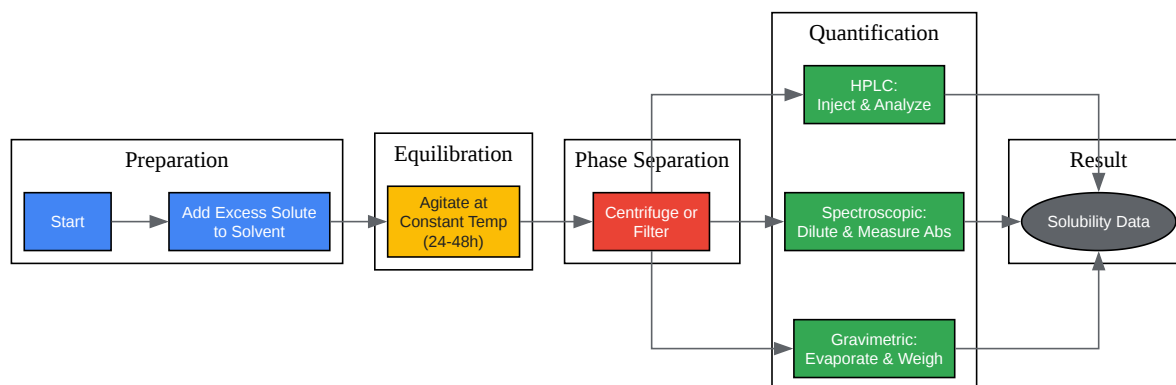 Preparation
Start
Add Excess Solute
to Solvent
Equilibration
Agitate at
Constant Temp
(24-48h)
Phase Separation
Centrifuge or
Filter
Quantification
HPLC:
Inject & Analyze
Spectroscopic:
Dilute & Measure Abs
Gravimetric:
Evaporate & Weigh
Result
Solubility Data